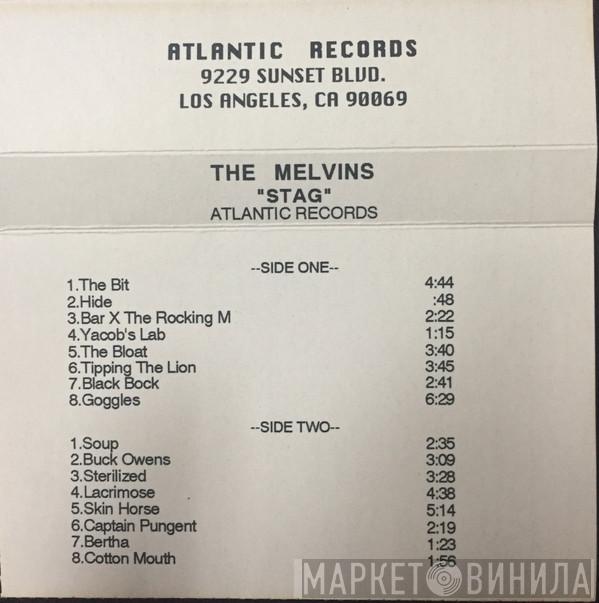 ATLANTIC RECORDS
9229 SUNSET BLVD.
LOS ANGELES, CA 90069
THE MELVINS
"STAG"
ATLANTIC RECORDS
--SIDE ONE--
1.The Bit 4:44
2.Hide :48
3.Bar X The Rocking M 2:22
4.Yacob's Lab 1:15
5.The Bloat 3:40
6.Tipping The Lion 3:45
7.Black Bock 2:41
8.Goggles 6:29
--SIDE TWO--
1.Soup 2:35
2.Buck Owens 3:09
3.Sterilized 3:28
4.Lacrimose 4:38
5.Skin Horse 5:14
6.Captain Pungent 2:19
7.Bertha 1:23
8.Cotton Mouth 1:56
МАРКЕТ ВИНИЛА